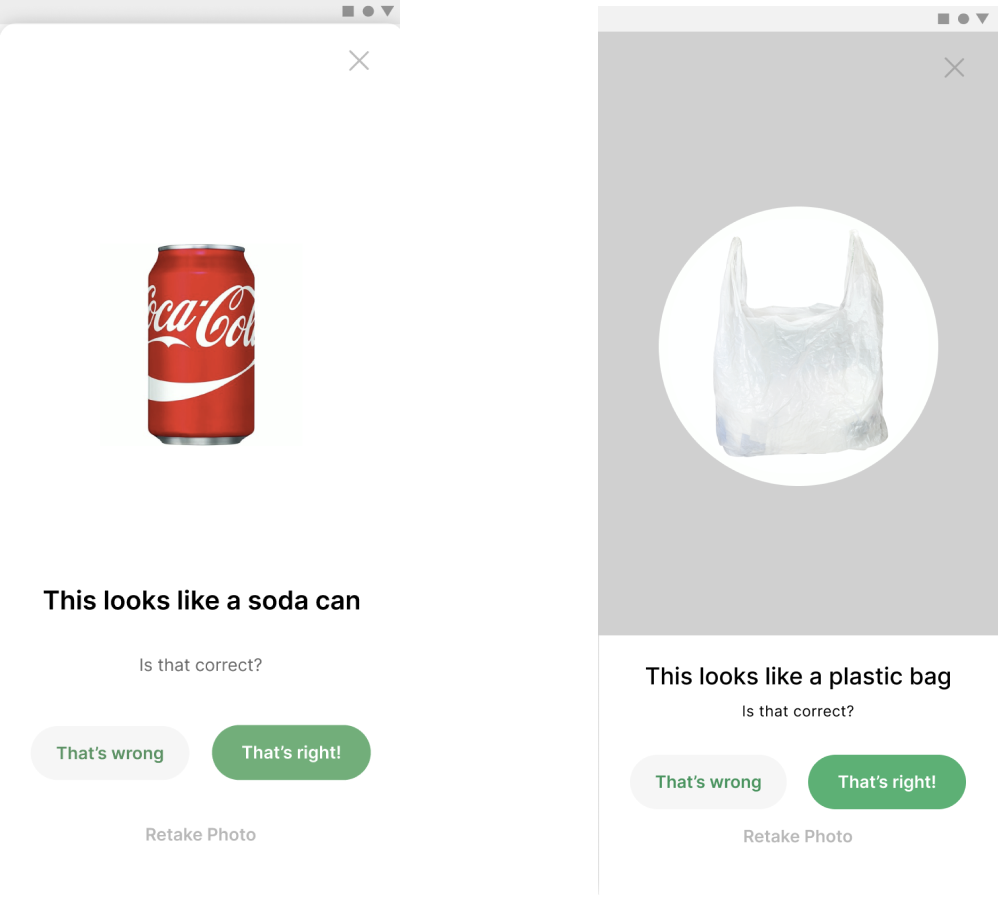 Coca-Cola
This looks like a soda can
Is that correct?
That’s wrong
That’s right!
Retake Photo
This looks like a plastic bag
Is that correct?
That’s wrong
That’s right!
Retake Photo